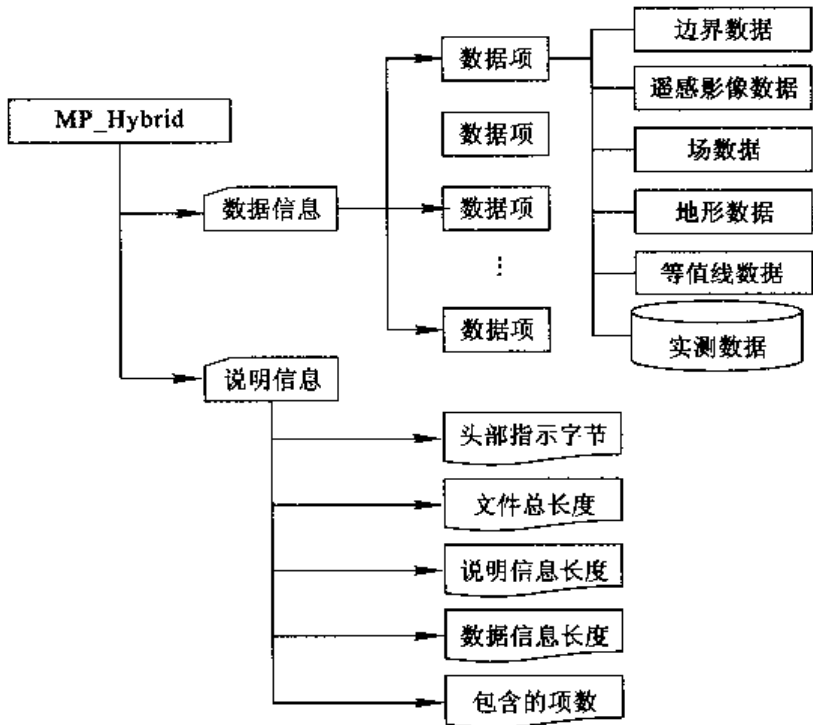 MP_Hybrid
数据信息
数据项
数据项
数据项
⋮
数据项
边界数据
遥感影像数据
场数据
地形数据
等值线数据
实测数据
说明信息
头部指示字节
文件总长度
说明信息长度
数据信息长度
包含的项数